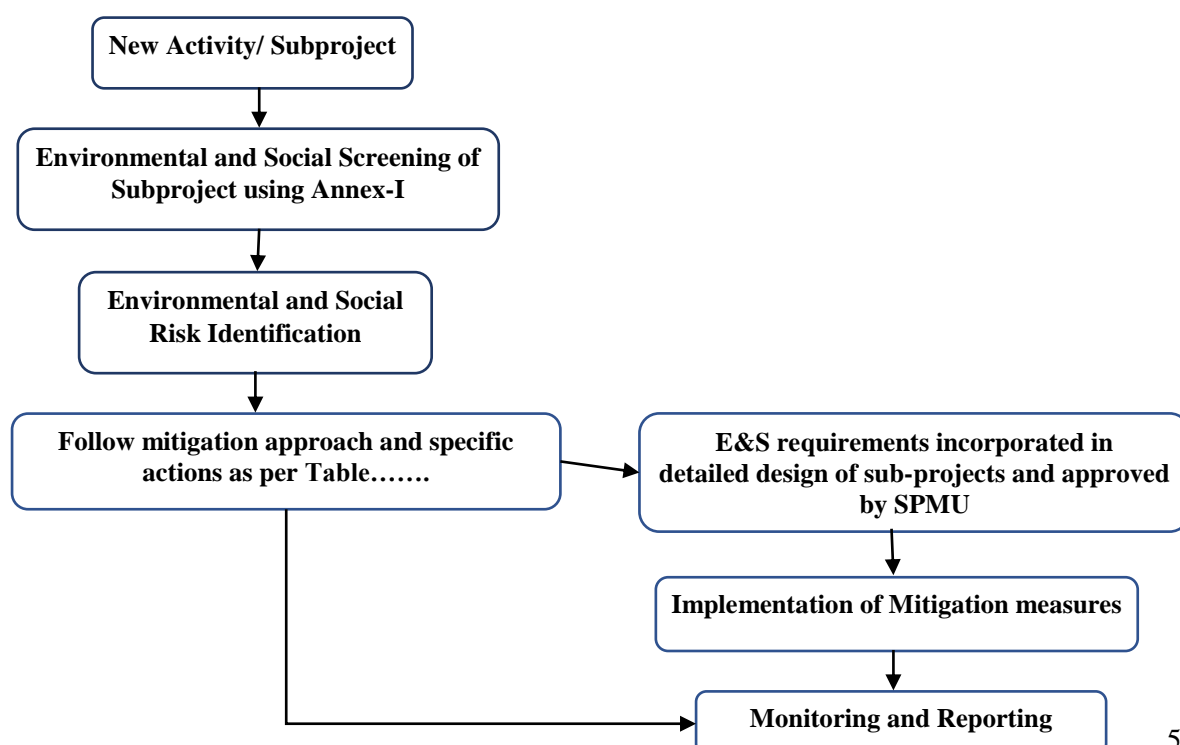 New Activity/ Subproject
Environmental and Social Screening of
Subproject using Annex-I
Environmental and Social
Risk Identification
Follow mitigation approach and specific
actions as per Table…….
E&S requirements incorporated in
detailed design of sub-projects and approved
by SPMU
Implementation of Mitigation measures
Monitoring and Reporting
5